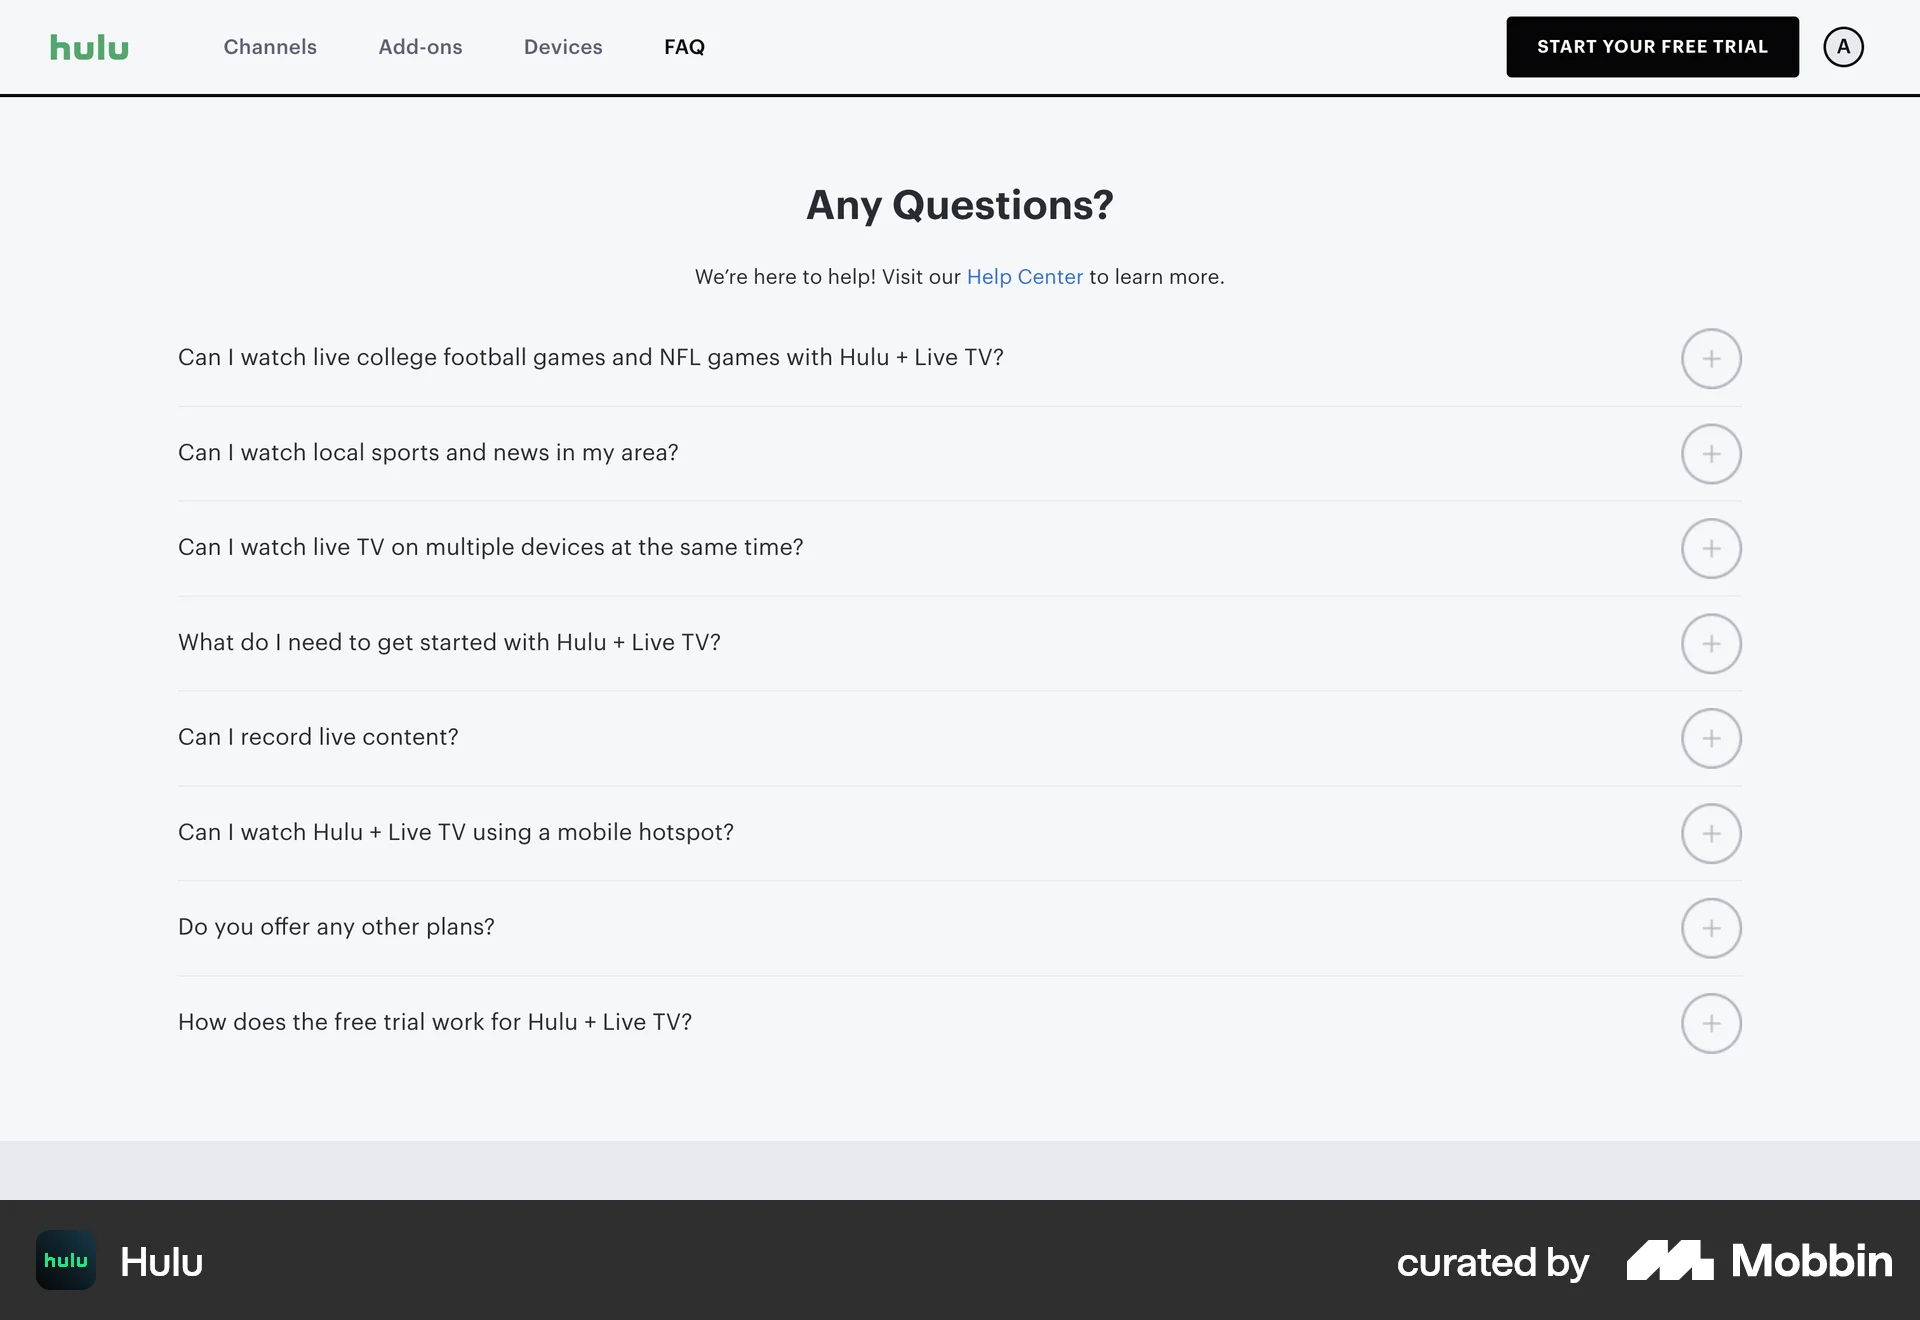 hulu
Channels
Add-ons
Devices
FAQ
START YOUR FREE TRIAL
A
Any Questions?
We’re here to help! Visit our Help Center to learn more.
Can I watch live college football games and NFL games with Hulu + Live TV?
Can I watch local sports and news in my area?
Can I watch live TV on multiple devices at the same time?
What do I need to get started with Hulu + Live TV?
Can I record live content?
Can I watch Hulu + Live TV using a mobile hotspot?
Do you offer any other plans?
How does the free trial work for Hulu + Live TV?
hulu
Hulu
curated by
Mobbin